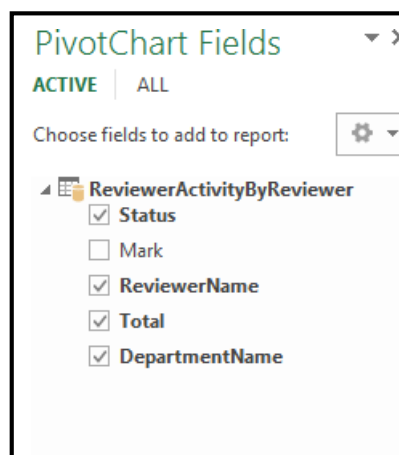 PivotChart Fields
ACTIVE ALL
Choose fields to add to report:
ReviewerActivityByReviewer
Status
Mark
ReviewerName
Total
DepartmentName